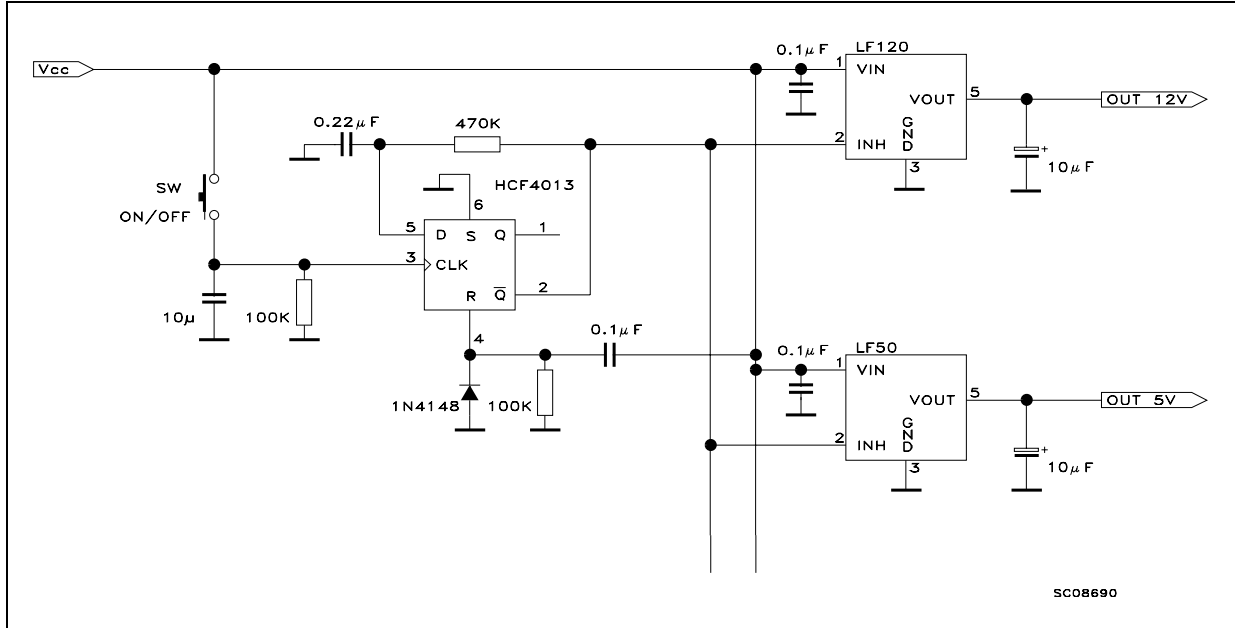 Vcc
0.1μF
LF120
1
VIN
VOUT
5
OUT 12V
GND
2
INH
3
+
10μF
0.22μF
470K
HCF4013
SW
ON/OFF
6
5
D
S
Q
1
3
CLK
R
Q
2
4
10μ
100K
0.1μF
1N4148
100K
0.1μF
LF50
1
VIN
VOUT
5
OUT 5V
GND
2
INH
3
+
10μF
SC08690